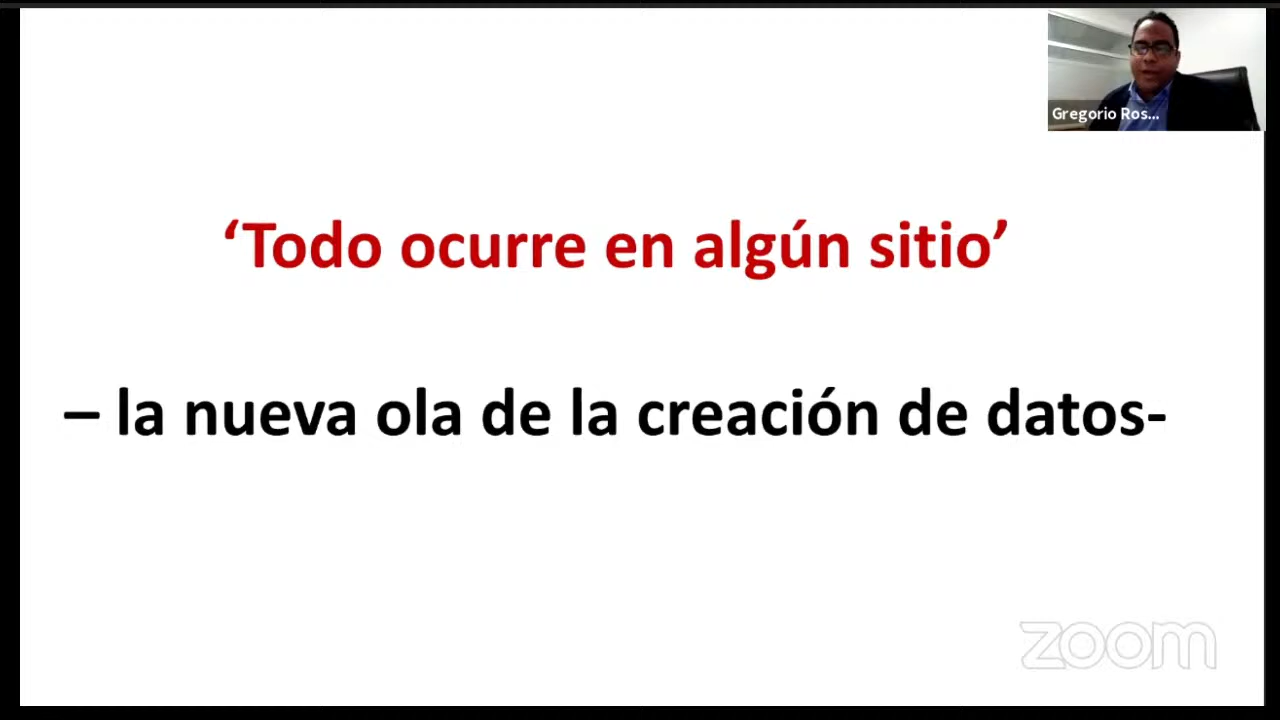 Gregorio Ros...
‘Todo ocurre en algún sitio’
– la nueva ola de la creación de datos-
zoom